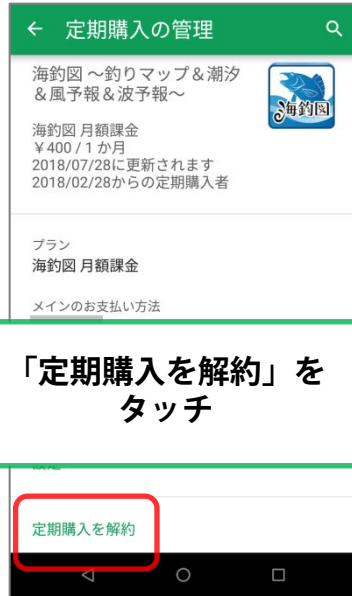 定期購入の管理
海釣図 ～釣りマップ＆潮汐
＆風予報＆波予報～
海釣図
海釣図 月額課金
￥400 / 1 か月
2018/07/28に更新されます
2018/02/28からの定期購入者
プラン
海釣図 月額課金
メインのお支払い方法
「定期購入を解約」を
タッチ
定期購入を解約